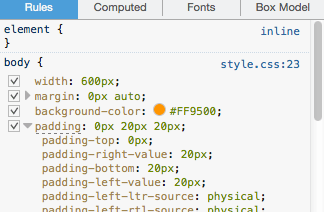 Rules Computed Fonts Box Model
element { inline
}
body { style.css:23
width: 600px;
margin: 0px auto;
background-color: #FF9500;
padding: 0px 20px 20px;
padding-top: 0px;
padding-right-value: 20px;
padding-bottom: 20px;
padding-left-value: 20px;
padding-left-ltr-source: physical;
padding-left-rtl-source: physical;